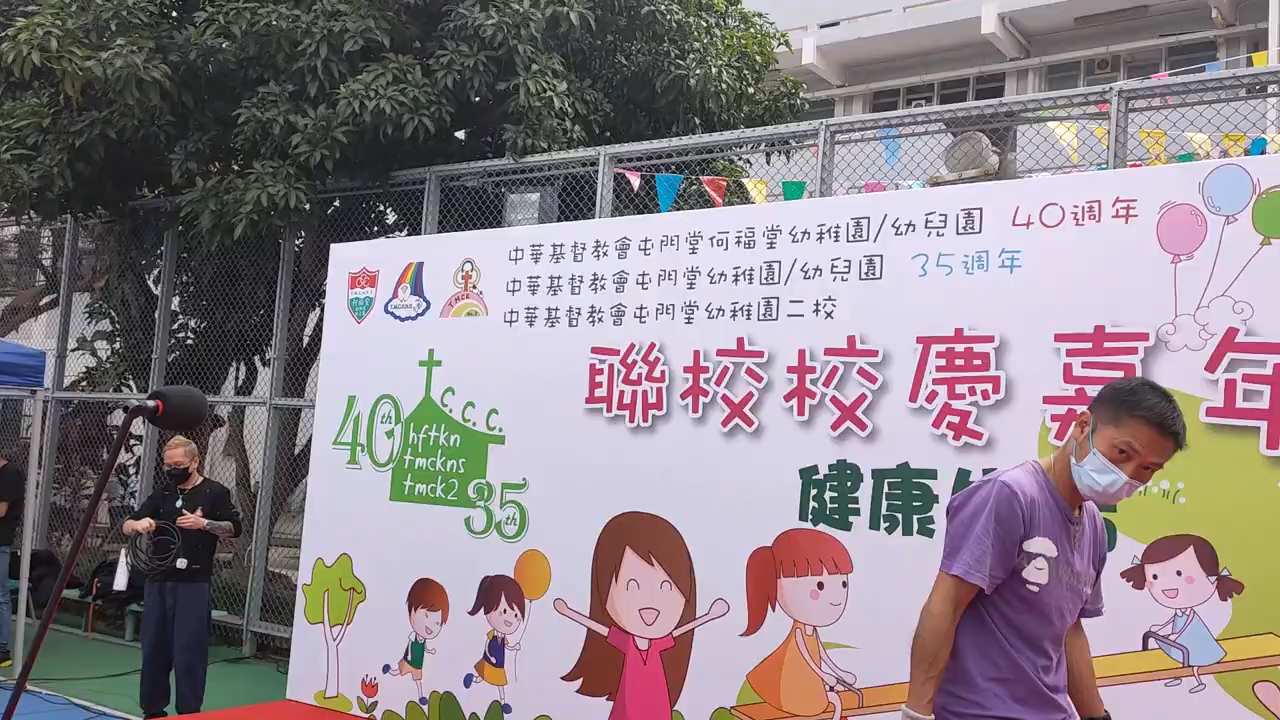 中華基督教會屯門堂何福堂幼稚園/幼兒園 40週年
中華基督教會屯門堂幼稚園/幼兒園 35週年
中華基督教會屯門堂幼稚園二校
聯校校慶嘉年
健康
40th
C. C. C.
hftkn
tmckns
tmck2
35th
TMCK